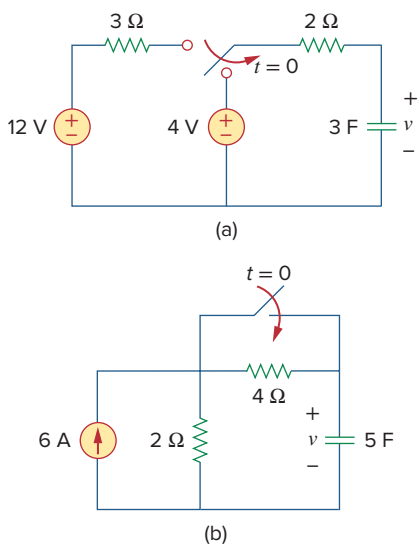 3 Ω 2 Ω
t = 0
12 V + − 4 V + − 3 F + v −
(a)
t = 0
4 Ω
6 A 2 Ω + v − 5 F
(b)